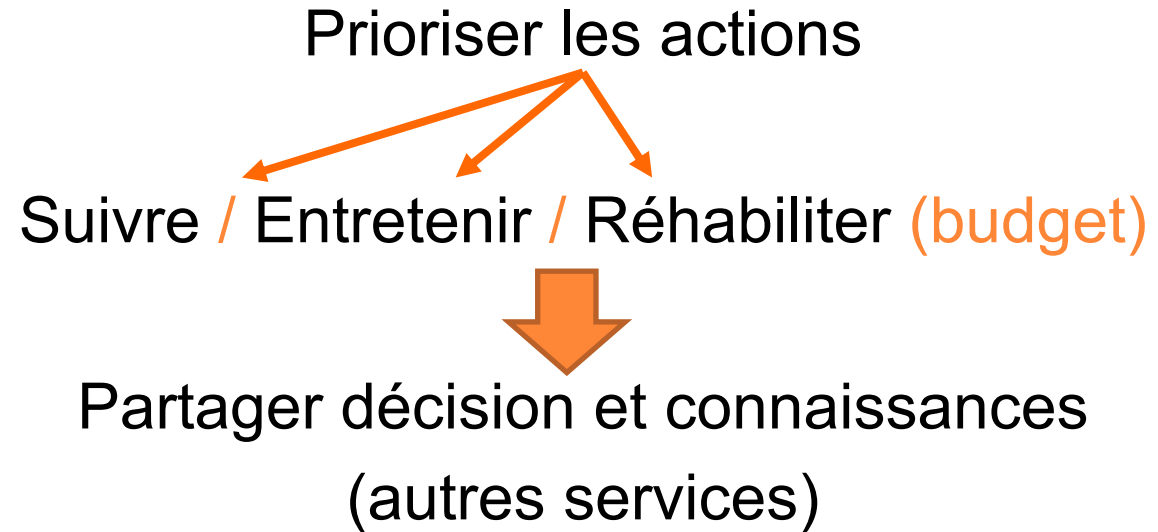 Prioriser les actions
Suivre / Entretenir / Réhabiliter (budget)
Partager décision et connaissances
(autres services)